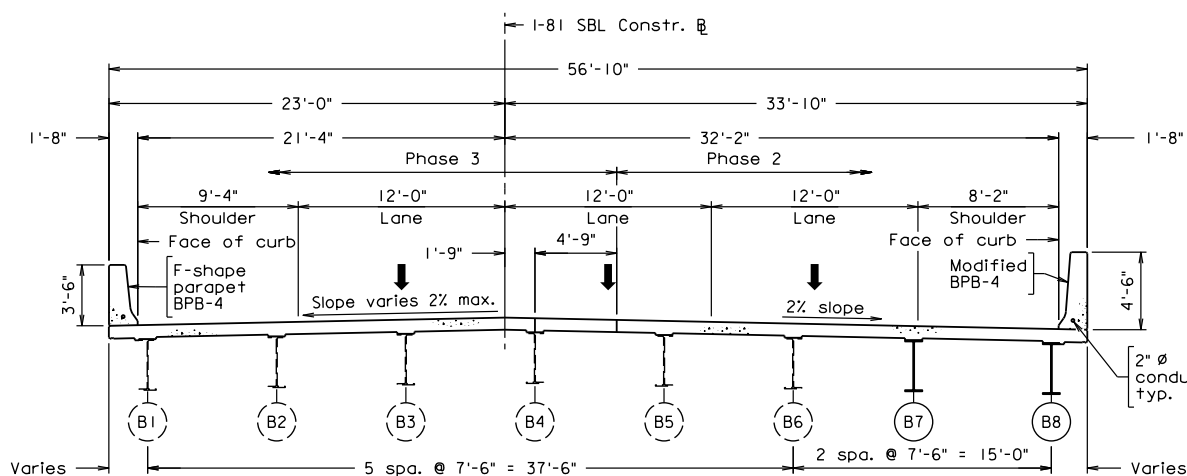 I-81 SBL Constr. BL
56'-10"
23'-0" 33'-10"
1'-8" 21'-4" 32'-2" 1'-8"
Phase 3 Phase 2
9'-4" 12'-0" 12'-0" 12'-0" 8'-2"
Shoulder Lane Lane Lane Shoulder
Face of curb Face of curb
1'-9" 4'-9"
3'-6" F-shape parapet BPB-4
Modified BPB-4 4'-6"
Slope varies 2% max. 2% slope
2" Ø
condu
typ.
B1 B2 B3 B4 B5 B6 B7 B8
Varies 5 spa. @ 7'-6" = 37'-6" 2 spa. @ 7'-6" = 15'-0" Varies